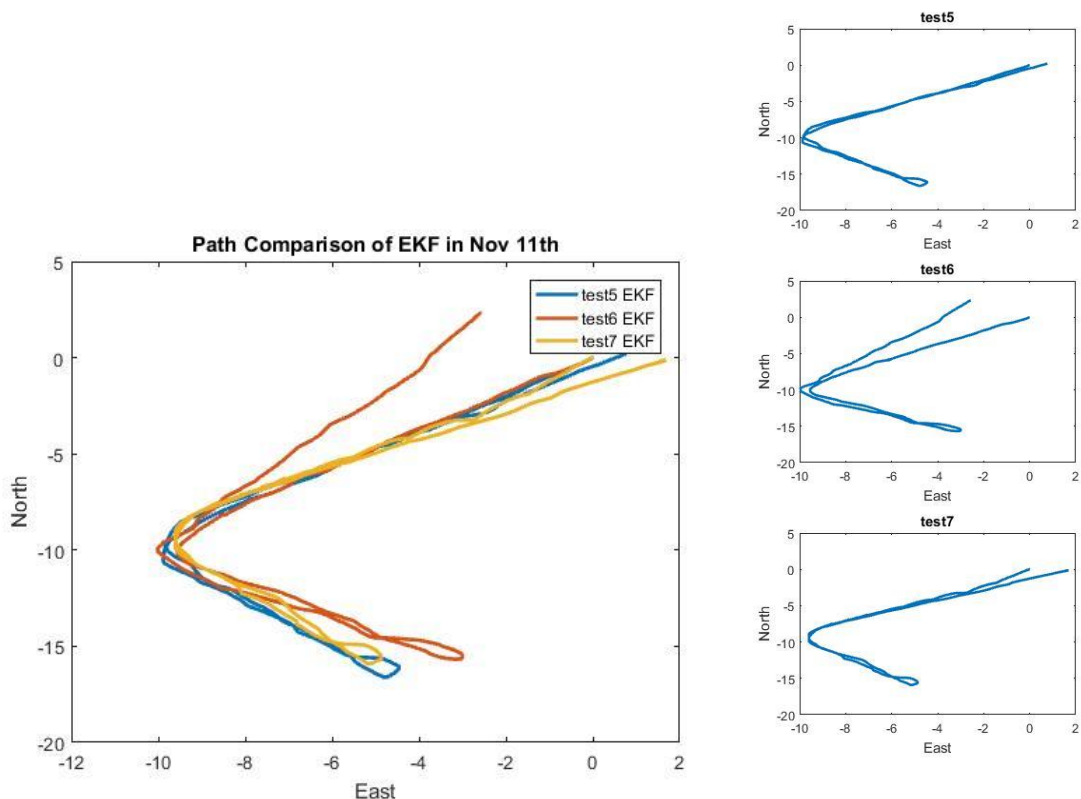 Path Comparison of EKF in Nov 11th
test5 EKF
test6 EKF
test7 EKF
5
0
-5
-10
-15
-20
North
-12 -10 -8 -6 -4 -2 0 2
East
test5
5
0
-5
-10
-15
-20
North
-10 -8 -6 -4 -2 0 2
East
test6
5
0
-5
-10
-15
-20
North
-10 -8 -6 -4 -2 0 2
East
test7
5
0
-5
-10
-15
-20
North
-10 -8 -6 -4 -2 0 2
East